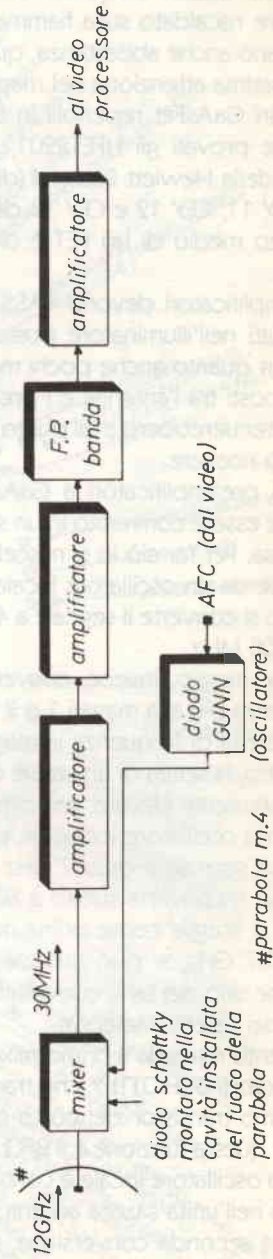 #
12GHz
mixer
30MHz
amplificatore
amplificatore
F.P.
banda
amplificatore
al video
processore
diodo schottky
montato nella
unità installata
nel fuoco della
parabola
diodo
GUNN
AFC (dal video)
#parabola m.4
(oscillatore)